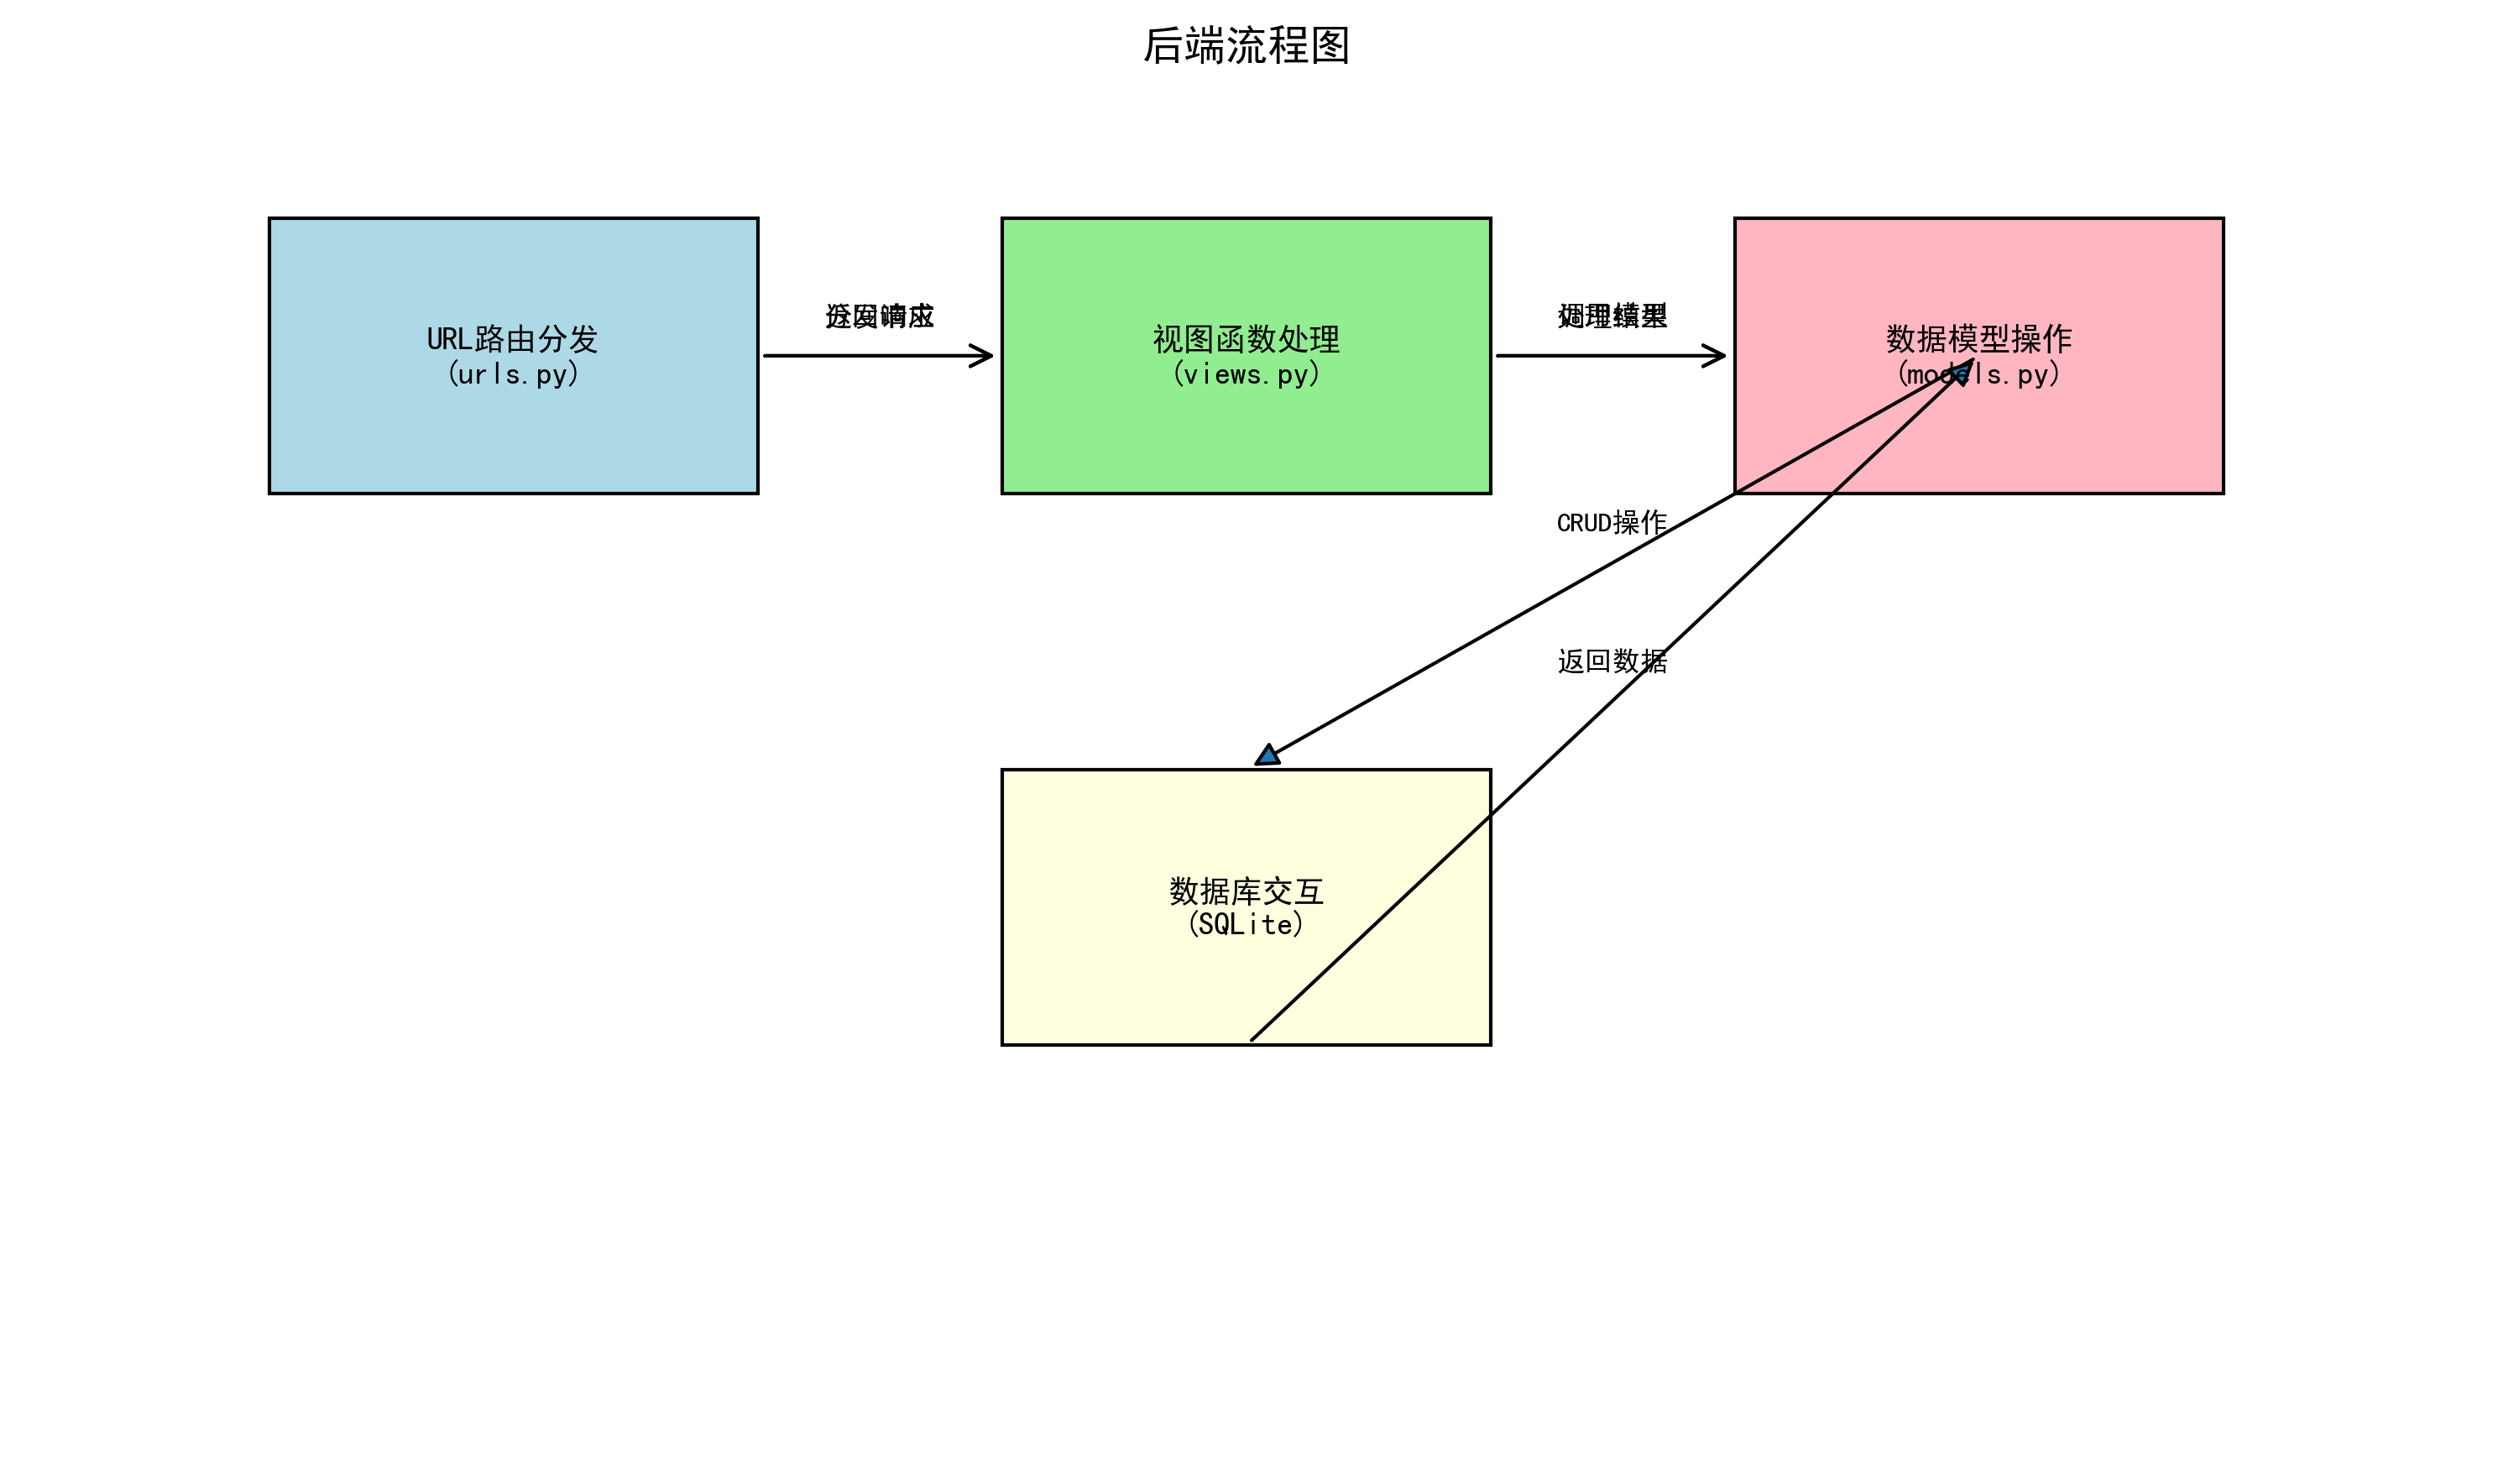 后端流程图
URL路由分发
(urls.py)
视图函数处理
(views.py)
数据模型操作
(models.py)
CRUD操作
返回数据
数据库交互
(SQLite)